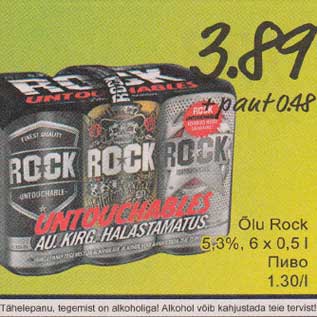 3.89
+ pant 0.48
ROCK
UNTOUCHABLES
FINEST QUALITY
ROCK
UNTOUCHABLE
ROCK
ROCK
ROCK
UNTOUCHABLES
AU. KIRG. HALASTAMATUS.
Õlu Rock
5,3%, 6 x 0,5 l
Пиво
1.30/l
Tähelepanu, tegemist on alkoholiga! Alkohol võib kahjustada teie tervist!